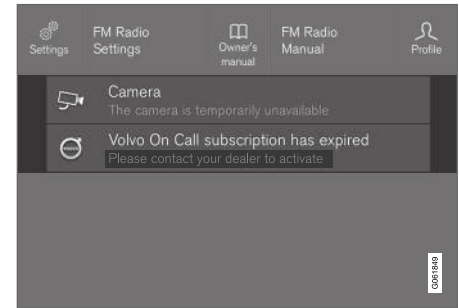 Settings
FM Radio
Settings
Owner's
manual
FM Radio
Manual
Profile
Camera
The camera is temporarily unavailable
Volvo On Call subscription has expired
Please contact your dealer to activate
G061849